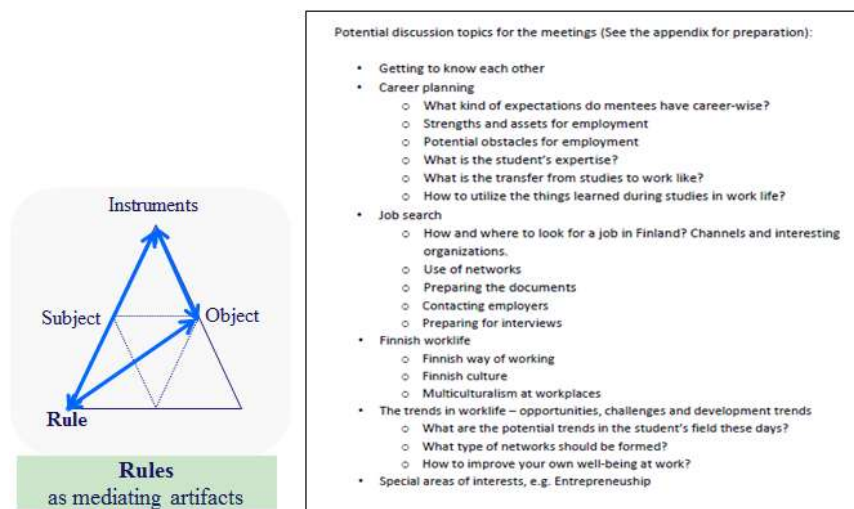 Instruments
Subject
Object
Rule
Rules
as mediating artifacts
Potential discussion topics for the meetings (See the appendix for preparation):
• Getting to know each other
• Career planning
o What kind of expectations do mentees have career-wise?
o Strengths and assets for employment
o Potential obstacles for employment
o What is the student's expertise?
o What is the transfer from studies to work like?
o How to utilize the things learned during studies in work life?
• Job search
o How and where to look for a job in Finland? Channels and interesting
organizations.
o Use of networks
o Preparing the documents
o Contacting employers
o Preparing for interviews
• Finnish worklife
o Finnish way of working
o Finnish culture
o Multiculturalism at workplaces
• The trends in worklife – opportunities, challenges and development trends
o What are the potential trends in the student's field these days?
o What type of networks should be formed?
o How to improve your own well-being at work?
• Special areas of interests, e.g. Entrepreneuship